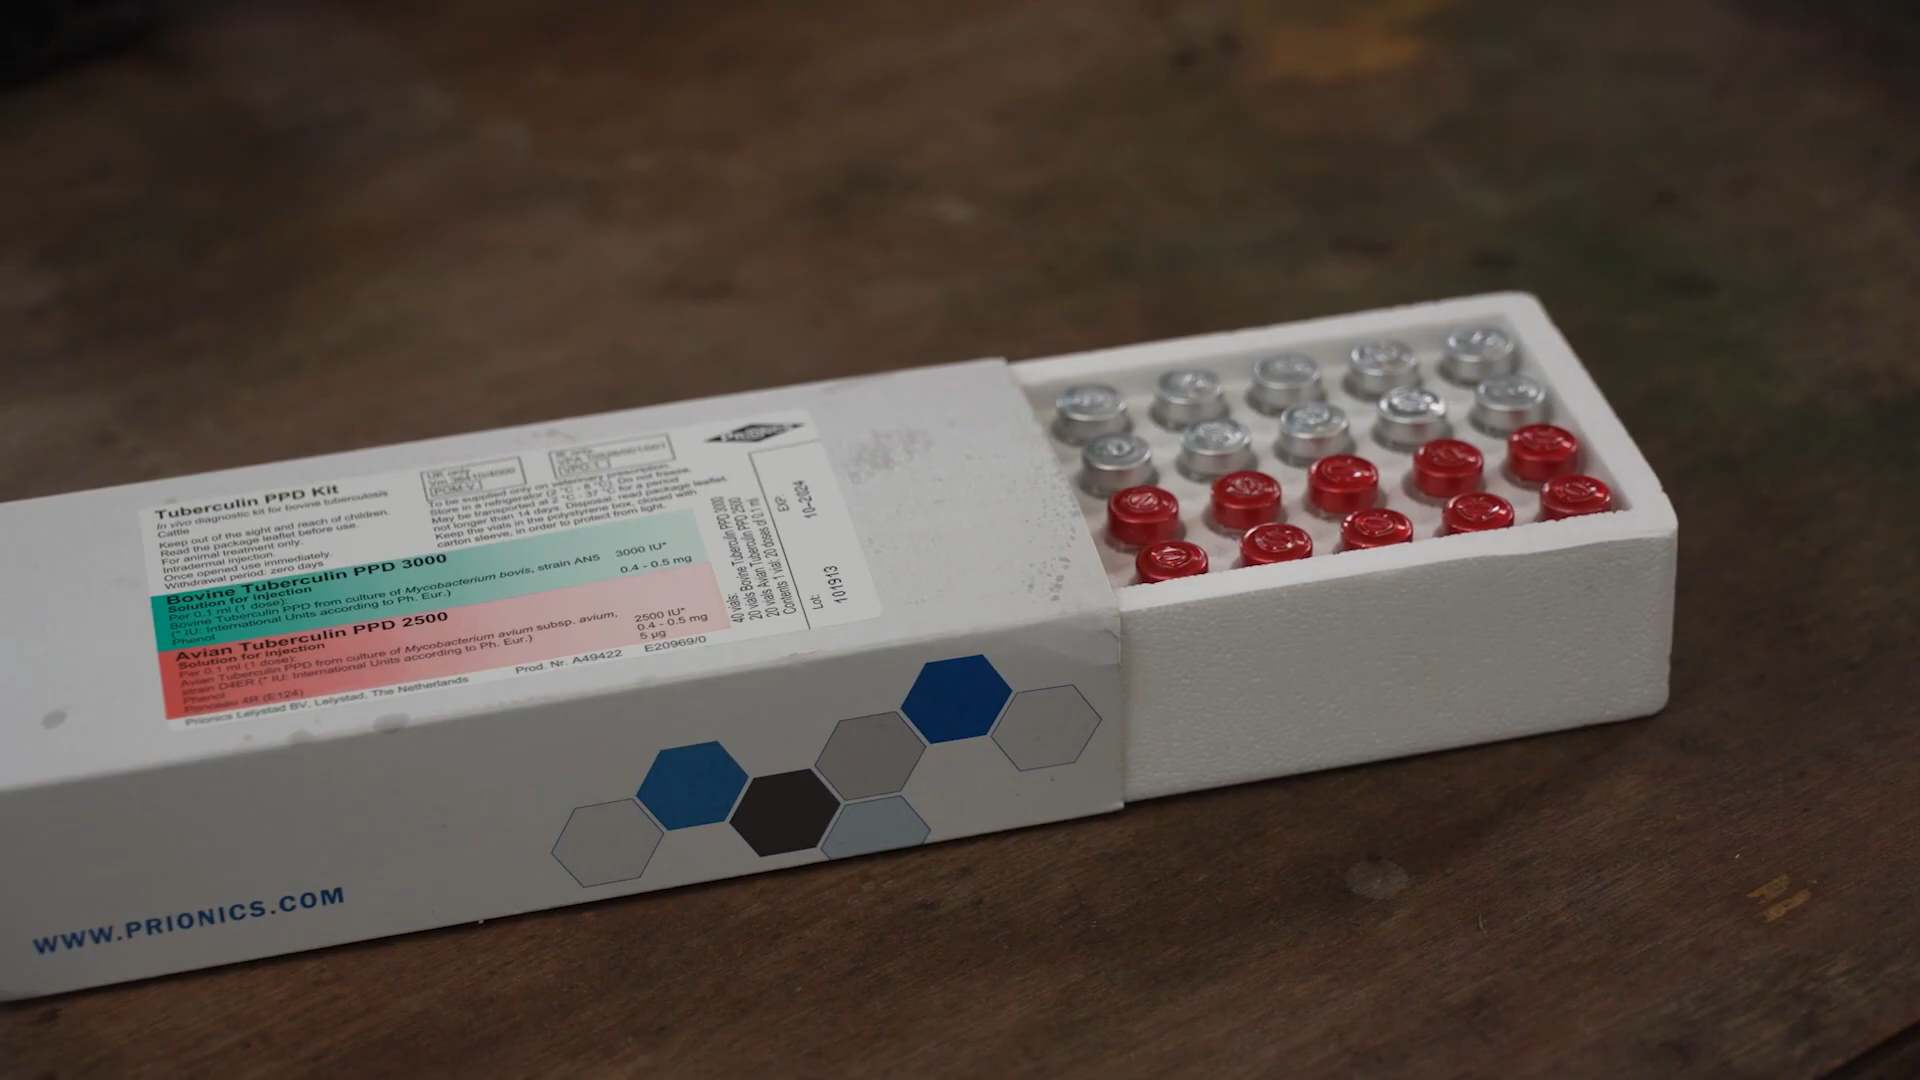 Tuberculin PPD Kit
In vivo diagnostic kit for bovine tuberculosis
Cattle
Keep out of the sight and reach of children.
Read the package leaflet before use.
For animal treatment only.
Intradermal injection.
Once opened use immediately.
Withdrawal period: zero days
UK only
[POM-V]
IE only
To be supplied only on veterinary prescription
Store in a refrigerator (2 °C - 8 °C). Do not freeze.
May be transported at 2 °C - 37 °C for a period
not longer than 14 days. Disposal: read package leaflet.
Keep the vials in the polystyrene box, closed with
carton sleeve, in order to protect from light.
Prionics
Bovine Tuberculin PPD 3000
Solution for injection
Per 0.1 ml (1 dose):
Bovine Tuberculin PPD from culture of Mycobacterium bovis, strain AN5 3000 IU*
(* IU: International Units according to Ph. Eur.)
Phenol 0.4 - 0.5 mg
Avian Tuberculin PPD 2500
Solution for injection
Per 0.1 ml (1 dose):
Avian Tuberculin PPD from culture of Mycobacterium avium subsp. avium,
strain D4ER (* IU: International Units according to Ph. Eur.) 2500 IU*
Phenol 0.4 - 0.5 mg
Ponceau 4R (E124) 5 µg
Prionics Lelystad BV, Lelystad, The Netherlands Prod. Nr. A49422 E20969/0
40 vials:
20 vials Bovine Tuberculin PPD 3000
20 vials Avian Tuberculin PPD 2500
Contents 1 vial: 20 doses of 0.1 ml
Lot: EXP.
101913 10-2024
WWW.PRIONICS.COM